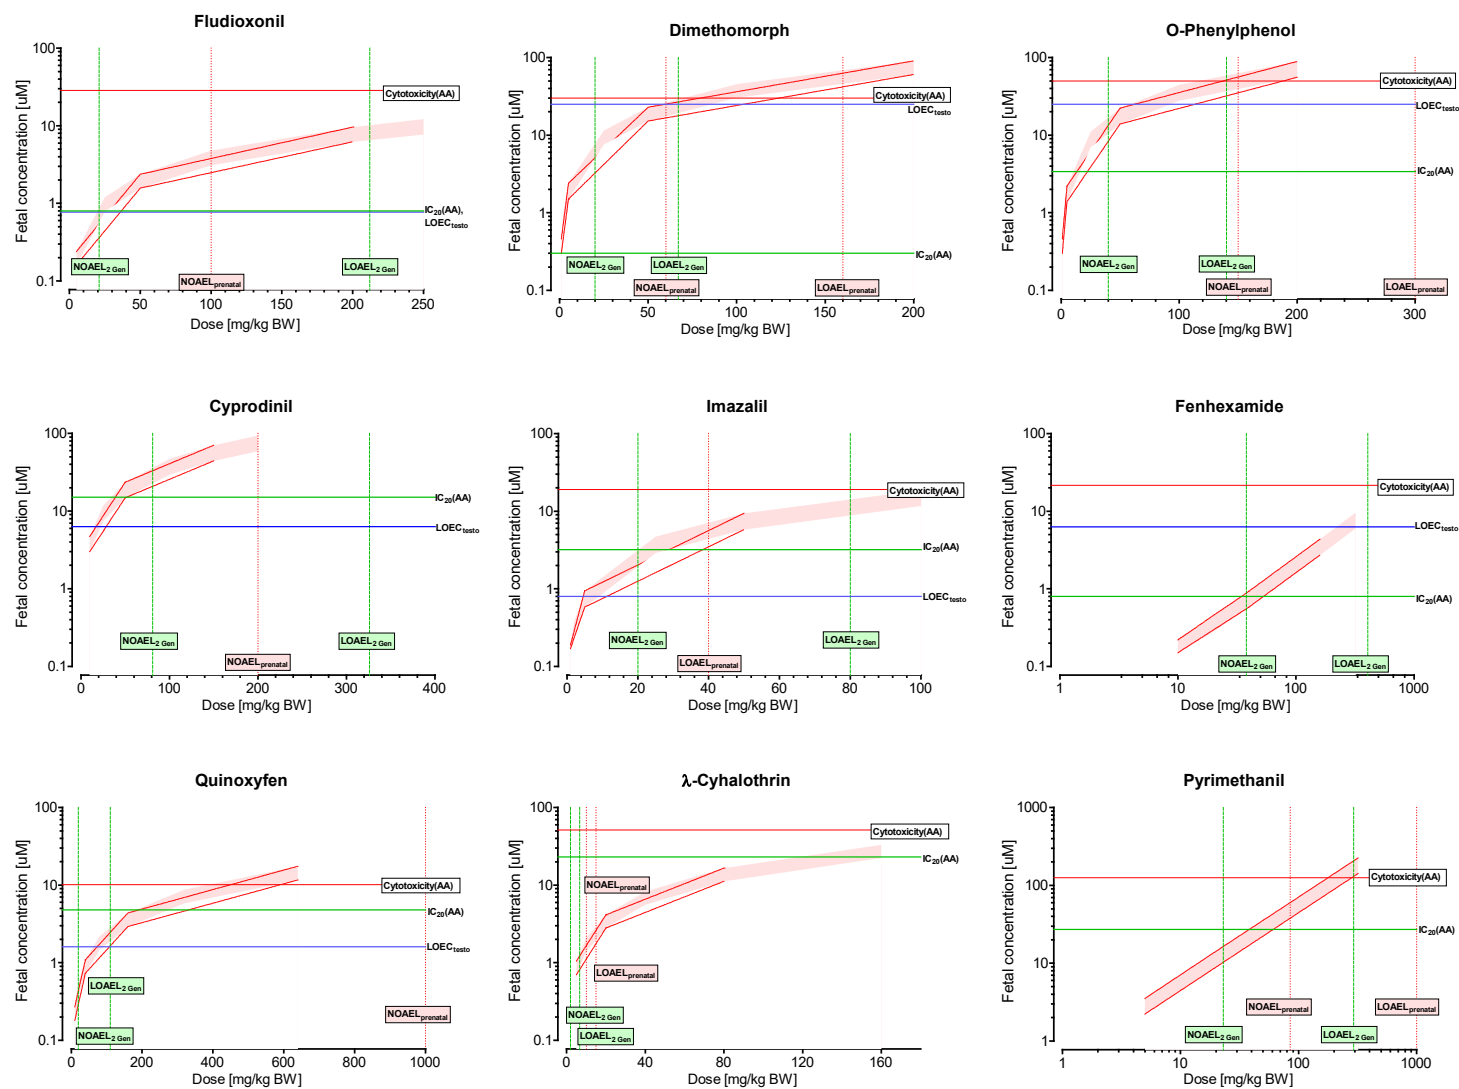 Fludioxonil
Fetal concentration [uM]
100
10
1
0.1
Cytotoxicity(AA)
IC20(AA),
LOECtesto
NOAEL2 Gen
LOAEL2 Gen
NOAELprenatal
0 50 100 150 200 250
Dose [mg/kg BW]
Dimethomorph
Fetal concentration [uM]
100
10
1
0.1
Cytotoxicity(AA)
LOECtesto
IC20(AA)
NOAEL2 Gen
LOAEL2 Gen
NOAELprenatal
LOAELprenatal
0 50 100 160 200
Dose [mg/kg BW]
O-Phenylphenol
Fetal concentration [uM]
100
10
1
0.1
Cytotoxicity(AA)
LOECtesto
IC20(AA)
NOAEL2 Gen
LOAEL2 Gen
NOAELprenatal
LOAELprenatal
0 100 200 300
Dose [mg/kg BW]
Cyprodinil
Fetal concentration [uM]
100
10
1
0.1
IC20(AA)
LOECtesto
NOAEL2 Gen
LOAEL2 Gen
NOAELprenatal
0 100 200 300 400
Dose [mg/kg BW]
Imazalil
Fetal concentration [uM]
100
10
1
0.1
Cytotoxicity(AA)
IC20(AA)
LOECtesto
NOAEL2 Gen
LOAEL2 Gen
LOAELprenatal
0 20 40 60 80 100
Dose [mg/kg BW]
Fenhexamide
Fetal concentration [uM]
100
10
1
0.1
Cytotoxicity(AA)
LOECtesto
IC20(AA)
NOAEL2 Gen
LOAEL2 Gen
1 10 100 1000
Dose [mg/kg BW]
Quinoxyfen
Fetal concentration [uM]
100
10
1
0.1
Cytotoxicity(AA)
IC20(AA)
LOECtesto
LOAEL2 Gen
NOAELprenatal
NOAEL2 Gen
0 200 400 600 800 1000
Dose [mg/kg BW]
λ-Cyhalothrin
Fetal concentration [uM]
100
10
1
0.1
Cytotoxicity(AA)
IC20(AA)
NOAELprenatal
LOAELprenatal
NOAEL2 Gen
LOAEL2 Gen
0 40 80 120 160
Dose [mg/kg BW]
Pyrimethanil
Fetal concentration [uM]
1000
100
10
1
Cytotoxicity(AA)
IC20(AA)
NOAELprenatal
LOAELprenatal
NOAEL2 Gen
LOAEL2 Gen
1 10 100 1000
Dose [mg/kg BW]